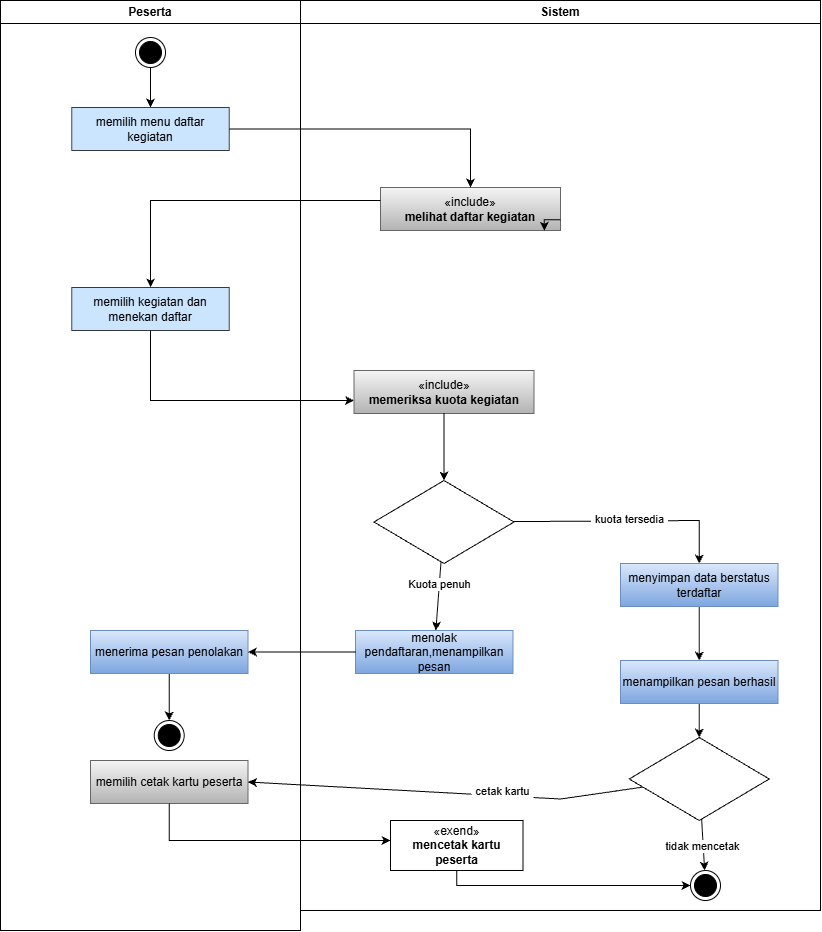 Peserta
Sistem
memilih menu daftar
kegiatan
«include»
melihat daftar kegiatan
memilih kegiatan dan
menekan daftar
«include»
memeriksa kuota kegiatan
kuota tersedia
Kuota penuh
menyimpan data berstatus
terdaftar
menerima pesan penolakan
menolak
pendaftaran,menampilkan
pesan
menampilkan pesan berhasil
memilih cetak kartu peserta
cetak kartu
«exend»
mencetak kartu
peserta
tidak mencetak